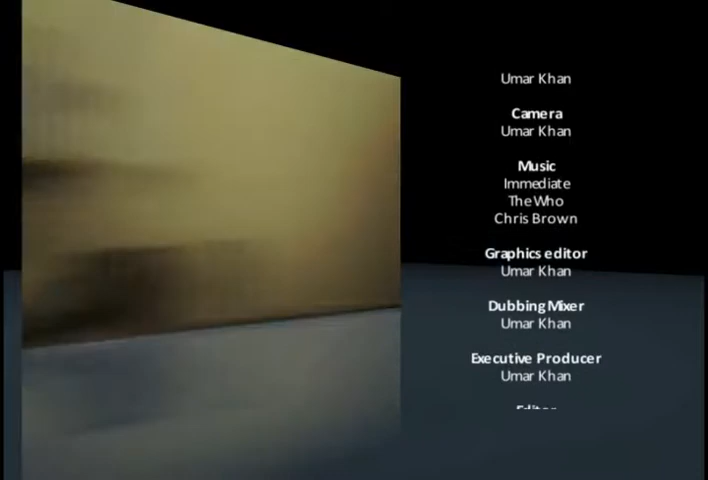 Umar Khan
Camera
Umar Khan
Music
Immediate
The Who
Chris Brown
Graphics editor
Umar Khan
Dubbing Mixer
Umar Khan
Executive Producer
Umar Khan